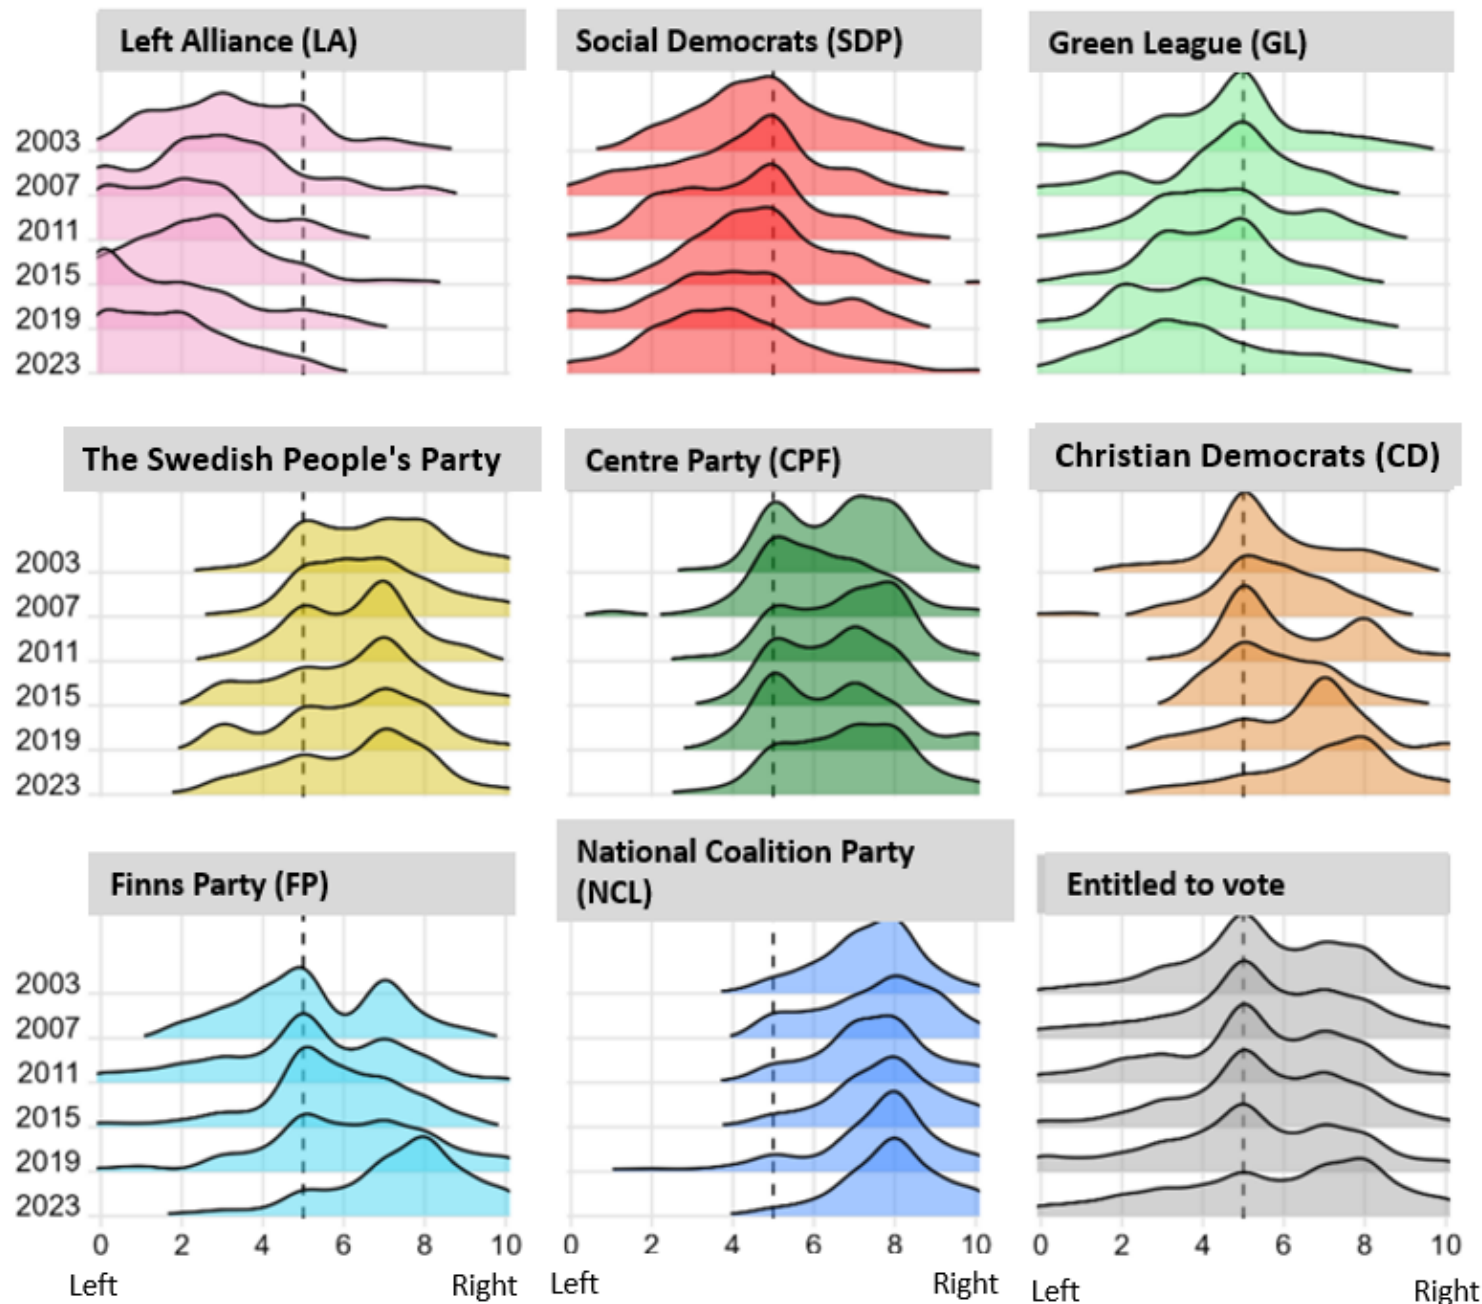 Left Alliance (LA)
Social Democrats (SDP)
Green League (GL)
2003
2007
2011
2015
2019
2023
The Swedish People's Party
Centre Party (CPF)
Christian Democrats (CD)
2003
2007
2011
2015
2019
2023
Finns Party (FP)
National Coalition Party
(NCL)
Entitled to vote
2003
2007
2011
2015
2019
2023
0 2 4 6 8 10
0 2 4 6 8 10
0 2 4 6 8 10
Left Right
Left Right
Left Right